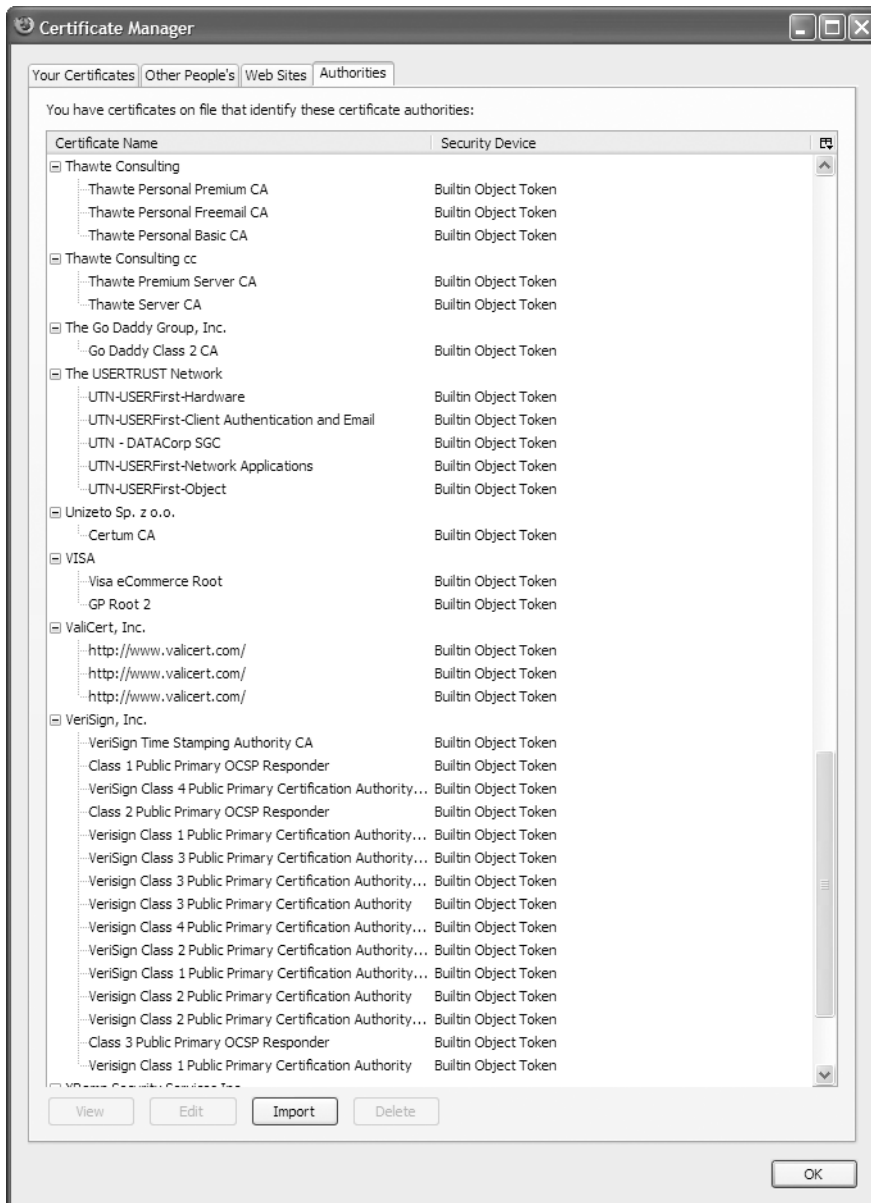 Certificate Manager
Your Certificates Other People's Web Sites Authorities
You have certificates on file that identify these certificate authorities:
Certificate Name Security Device
Thawte Consulting
Thawte Personal Premium CA Builtin Object Token
Thawte Personal Freemail CA Builtin Object Token
Thawte Personal Basic CA Builtin Object Token
Thawte Consulting cc
Thawte Premium Server CA Builtin Object Token
Thawte Server CA Builtin Object Token
The Go Daddy Group, Inc.
Go Daddy Class 2 CA Builtin Object Token
The USERTRUST Network
UTN-USERFirst-Hardware Builtin Object Token
UTN-USERFirst-Client Authentication and Email Builtin Object Token
UTN - DATACorp SGC Builtin Object Token
UTN-USERFirst-Network Applications Builtin Object Token
UTN-USERFirst-Object Builtin Object Token
Unizeto Sp. z o.o.
Certum CA Builtin Object Token
VISA
Visa eCommerce Root Builtin Object Token
GP Root 2 Builtin Object Token
ValiCert, Inc.
http://www.valicert.com/ Builtin Object Token
http://www.valicert.com/ Builtin Object Token
http://www.valicert.com/ Builtin Object Token
VeriSign, Inc.
VeriSign Time Stamping Authority CA Builtin Object Token
Class 1 Public Primary OCSP Responder Builtin Object Token
VeriSign Class 4 Public Primary Certification Authority... Builtin Object Token
Class 2 Public Primary OCSP Responder Builtin Object Token
Verisign Class 1 Public Primary Certification Authority... Builtin Object Token
VeriSign Class 3 Public Primary Certification Authority... Builtin Object Token
Verisign Class 3 Public Primary Certification Authority... Builtin Object Token
Verisign Class 3 Public Primary Certification Authority Builtin Object Token
Verisign Class 4 Public Primary Certification Authority... Builtin Object Token
VeriSign Class 2 Public Primary Certification Authority... Builtin Object Token
VeriSign Class 1 Public Primary Certification Authority... Builtin Object Token
Verisign Class 2 Public Primary Certification Authority Builtin Object Token
Verisign Class 2 Public Primary Certification Authority... Builtin Object Token
Class 3 Public Primary OCSP Responder Builtin Object Token
Verisign Class 1 Public Primary Certification Authority Builtin Object Token
View Edit Import Delete
OK